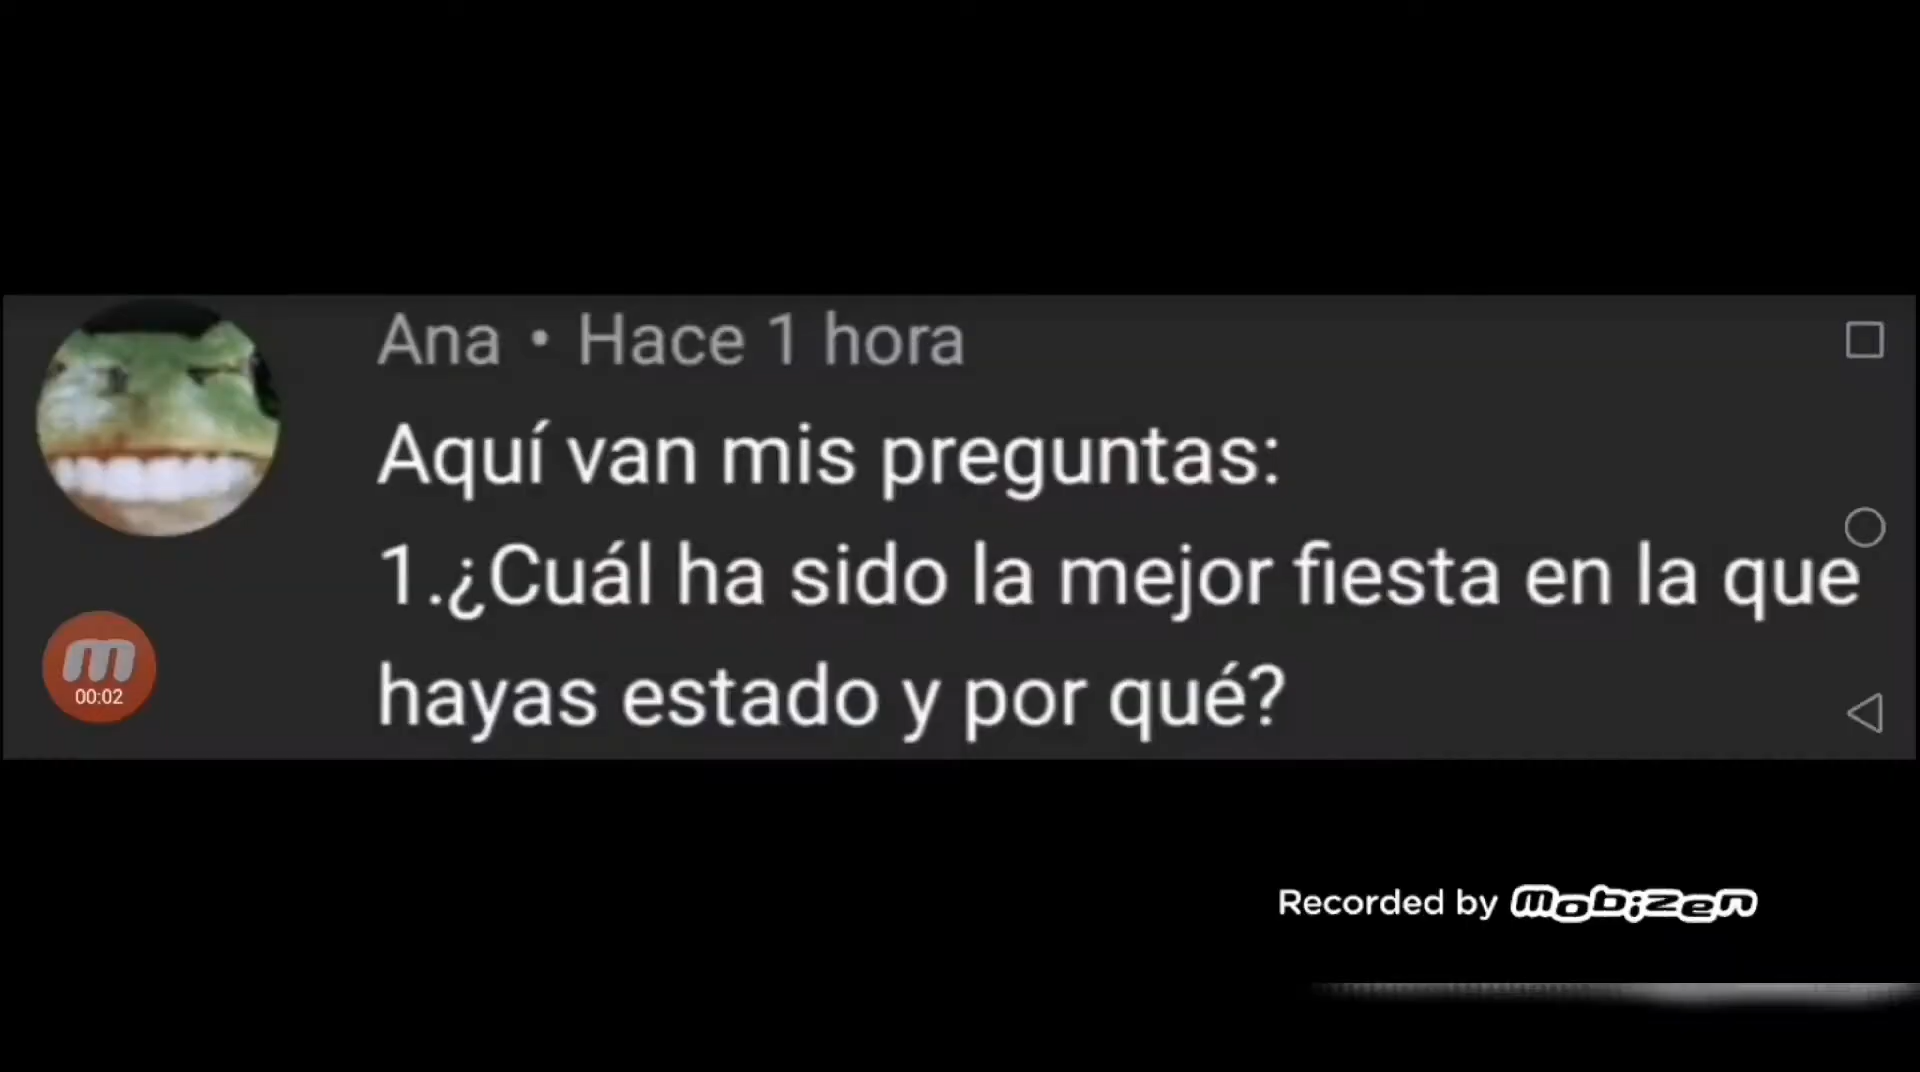 Ana • Hace 1 hora
Aquí van mis preguntas:
1.¿Cuál ha sido la mejor fiesta en la que
hayas estado y por qué?
m
00:02
Recorded by mobizen